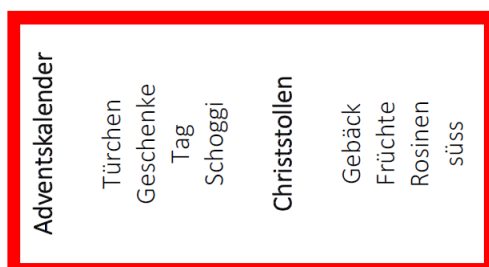 Adventskalender
Türchen
Geschenke
Tag
Schoggi
Christstollen
Gebäck
Früchte
Rosinen
süss